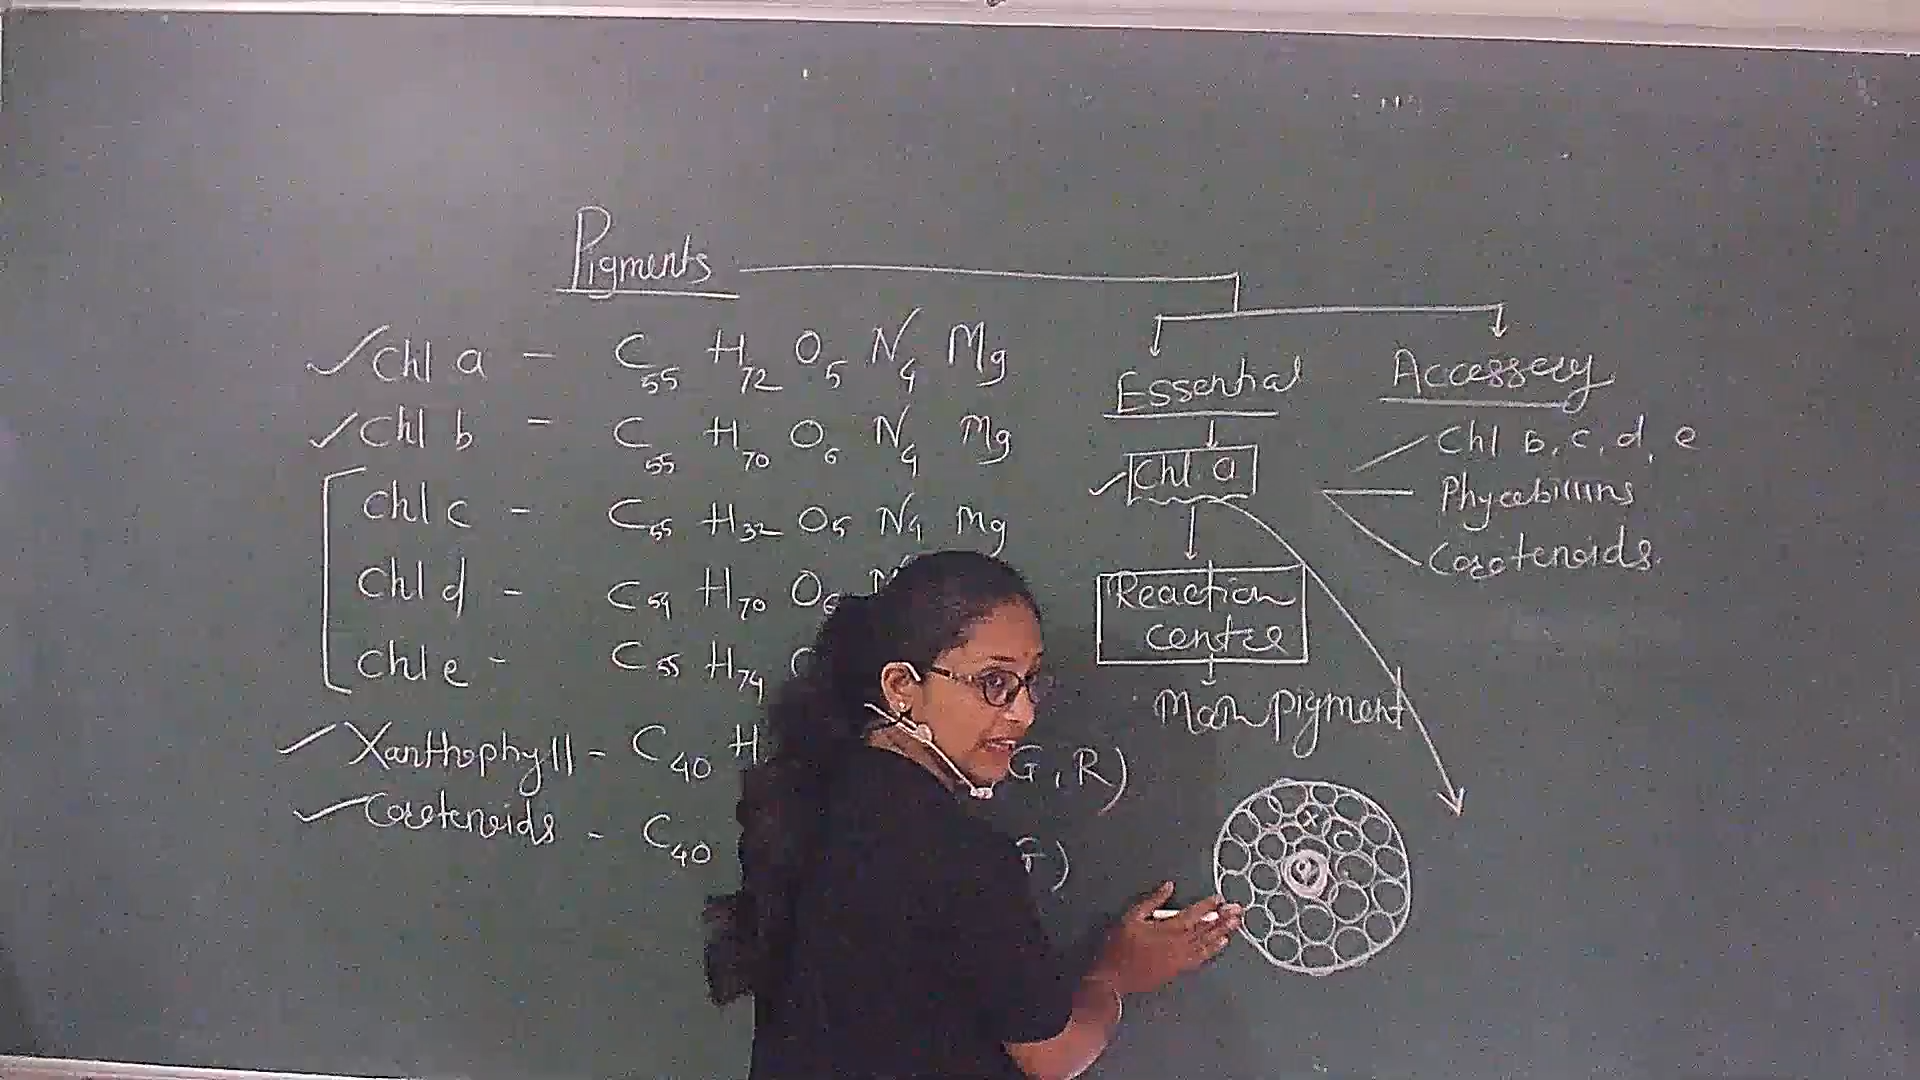 Pigments
Chl a - C55 H72 O5 N4 Mg
Chl b - C55 H70 O6 N4 Mg
Chl c - C55 H32 O5 N4 Mg
Chl d - C54 H70 O6 N
Chl e - C55 H74
Xanthophyll - C40 H G, R)
Carotenoids - C40 F)
Essential
Chl a
Reaction
centre
Main pigment
Accessory
Chl b, c, d, e
Phycobillins
Carotenoids.